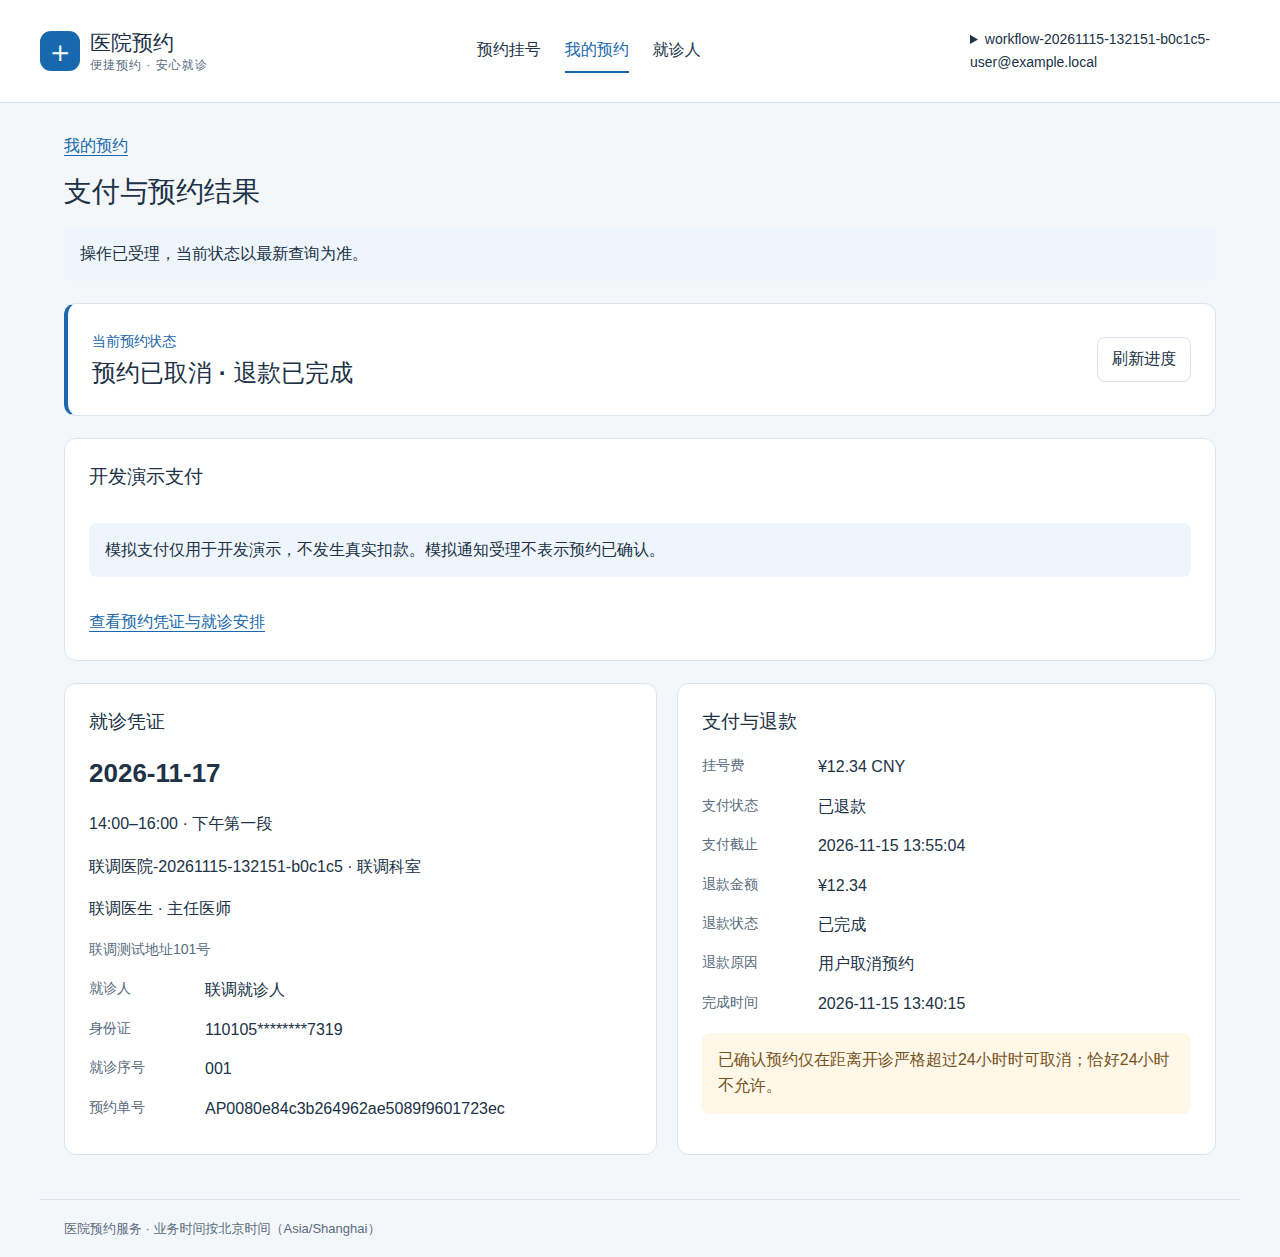 医院预约
便捷预约 · 安心就诊
预约挂号
我的预约
就诊人
workflow-20261115-132151-b0c1c5-
user@example.local
我的预约
支付与预约结果
操作已受理，当前状态以最新查询为准。
当前预约状态
预约已取消 · 退款已完成
刷新进度
开发演示支付
模拟支付仅用于开发演示，不发生真实扣款。模拟通知受理不表示预约已确认。
查看预约凭证与就诊安排
就诊凭证
2026-11-17
14:00–16:00 · 下午第一段
联调医院-20261115-132151-b0c1c5 · 联调科室
联调医生 · 主任医师
联调测试地址101号
就诊人 联调就诊人
身份证 110105********7319
就诊序号 001
预约单号 AP0080e84c3b264962ae5089f9601723ec
支付与退款
挂号费 ¥12.34 CNY
支付状态 已退款
支付截止 2026-11-15 13:55:04
退款金额 ¥12.34
退款状态 已完成
退款原因 用户取消预约
完成时间 2026-11-15 13:40:15
已确认预约仅在距离开诊严格超过24小时时可取消；恰好24小时
不允许。
医院预约服务 · 业务时间按北京时间（Asia/Shanghai）